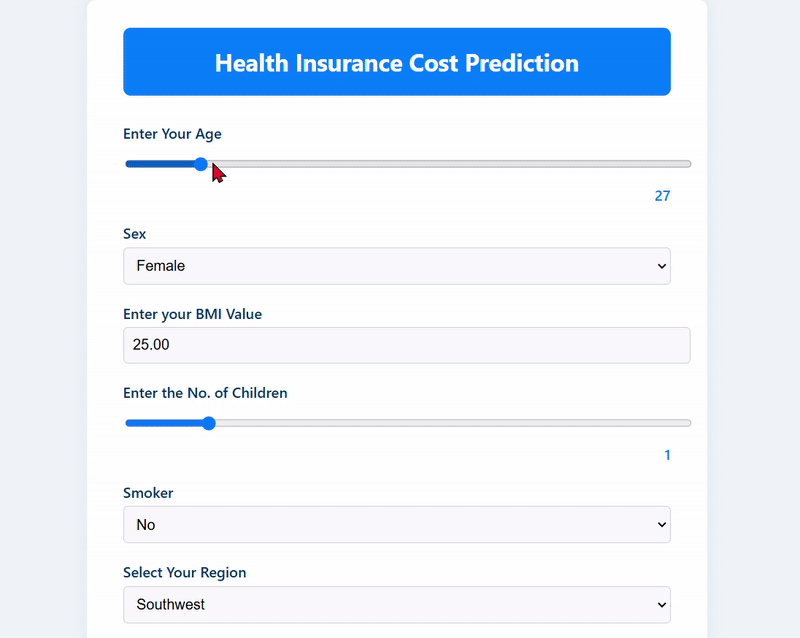 Health Insurance Cost Prediction
Enter Your Age
27
Sex
Female
Enter your BMI Value
25.00
Enter the No. of Children
1
Smoker
No
Select Your Region
Southwest